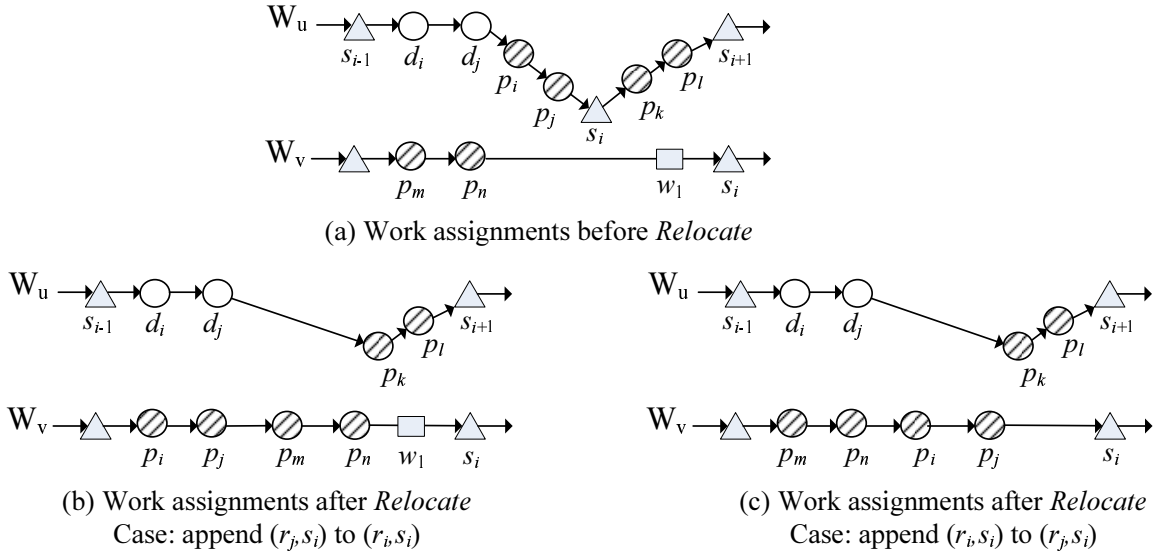 W_u
s_{i-1} d_i d_j p_i p_j s_i p_k p_l s_{i+1}
W_v
p_m p_n w_1 s_i
(a) Work assignments before Relocate
W_u
s_{i-1} d_i d_j p_k p_l s_{i+1}
W_v
p_i p_j p_m p_n w_1 s_i
(b) Work assignments after Relocate
Case: append (r_j,s_i) to (r_i,s_i)
W_u
s_{i-1} d_i d_j p_k p_l s_{i+1}
W_v
p_m p_n p_i p_j s_i
(c) Work assignments after Relocate
Case: append (r_i,s_i) to (r_j,s_i)